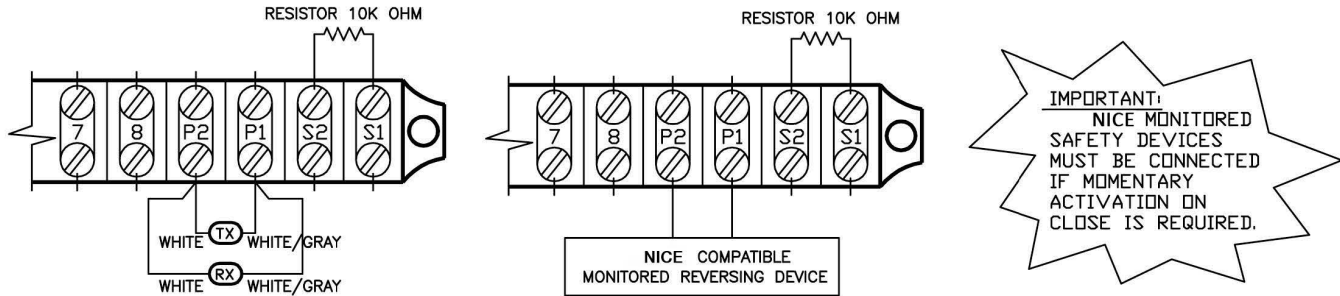 RESISTOR 10K OHM
7 8 P2 P1 S2 S1
WHITE TX WHITE/GRAY
WHITE RX WHITE/GRAY
RESISTOR 10K OHM
7 8 P2 P1 S2 S1
NICE COMPATIBLE
MONITORED REVERSING DEVICE
IMPORTANT:
NICE MONITORED
SAFETY DEVICES
MUST BE CONNECTED
IF MOMENTARY
ACTIVATION ON
CLOSE IS REQUIRED.